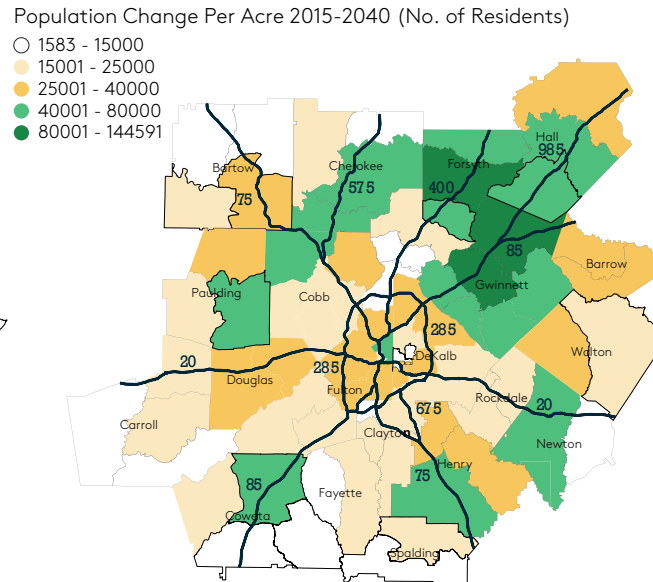 Population Change Per Acre 2015-2040 (No. of Residents)
1583 - 15000
15001 - 25000
25001 - 40000
40001 - 80000
80001 - 144591
Hall
985
Bartow
Cherokee
Forsyth
75
575
400
85
Barrow
Gwinnett
Paulding
Cobb
285
20
DeKalb
Walton
285
Douglas
Fulton
Rockdale
20
675
Carroll
Clayton
Newton
Henry
75
85
Fayette
Coweta
Spalding